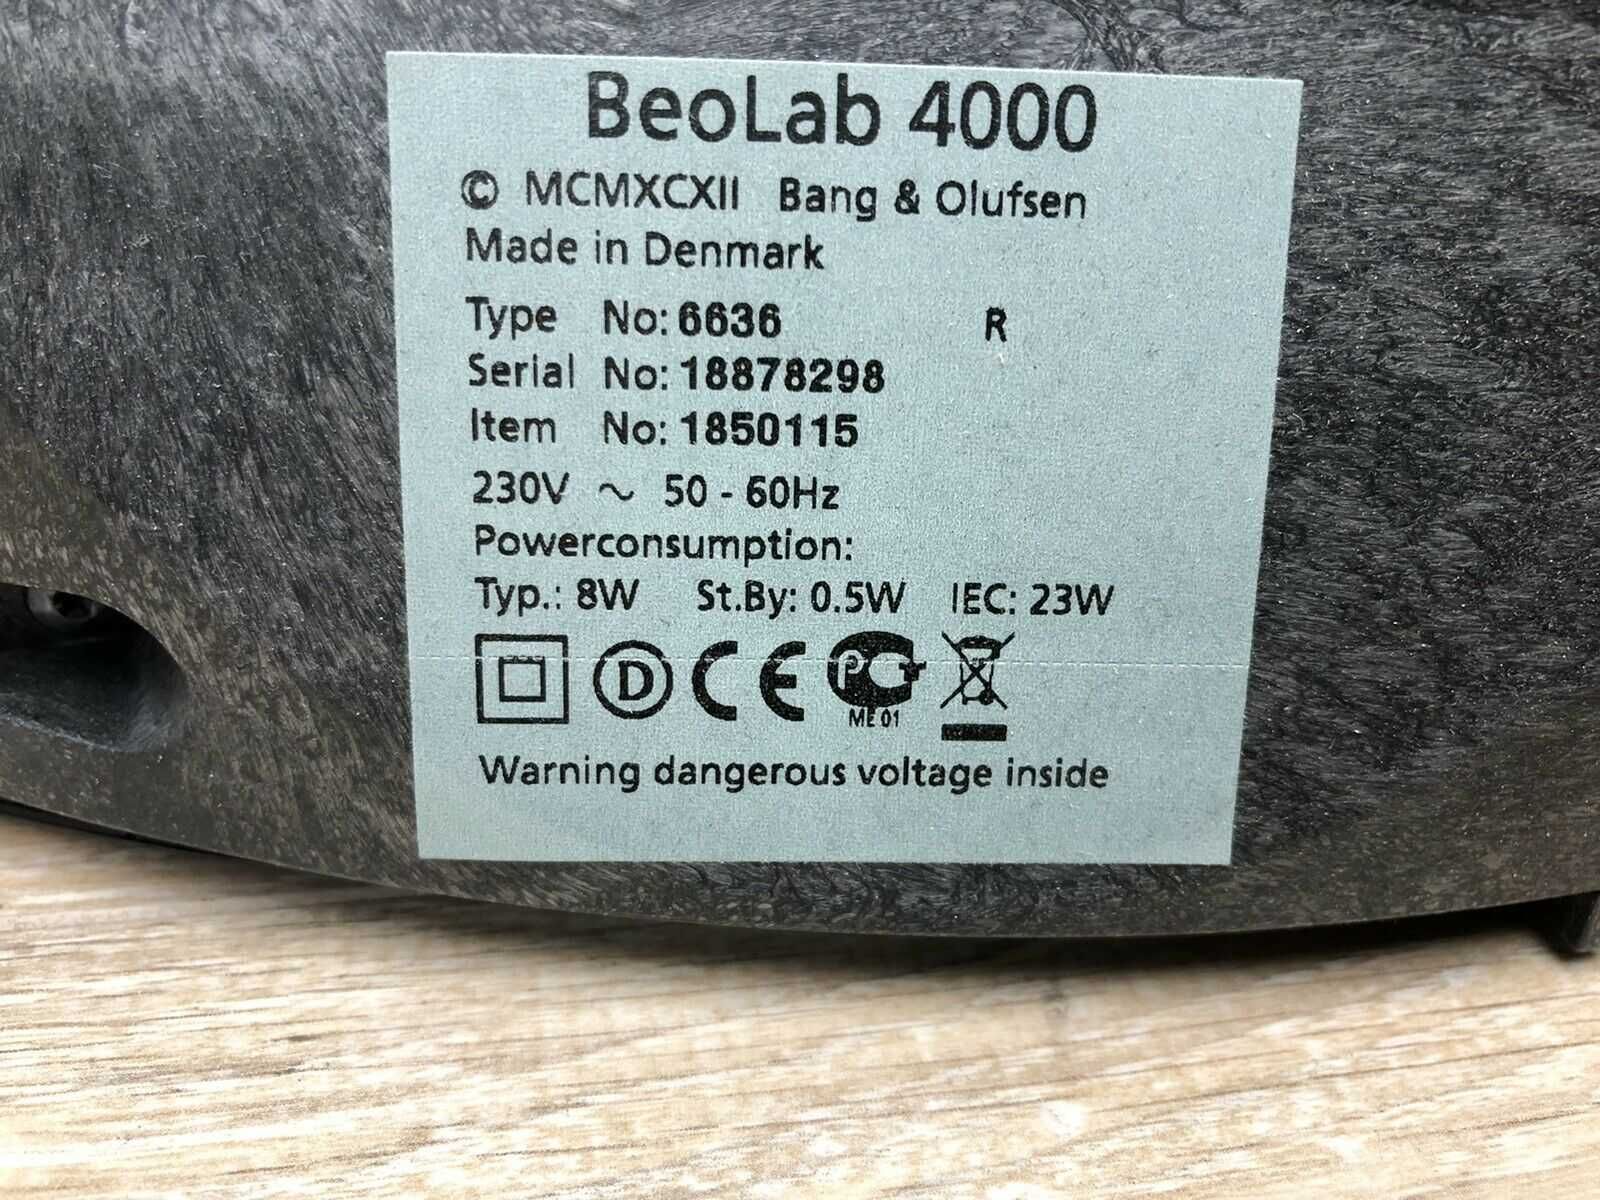 BeoLab 4000
© MCMXCXII Bang & Olufsen
Made in Denmark
Type No: 6636 R
Serial No: 18878298
Item No: 1850115
230V ~ 50 - 60Hz
Powerconsumption:
Typ.: 8W St.By: 0.5W IEC: 23W
D CE PCT
ME 01
Warning dangerous voltage inside